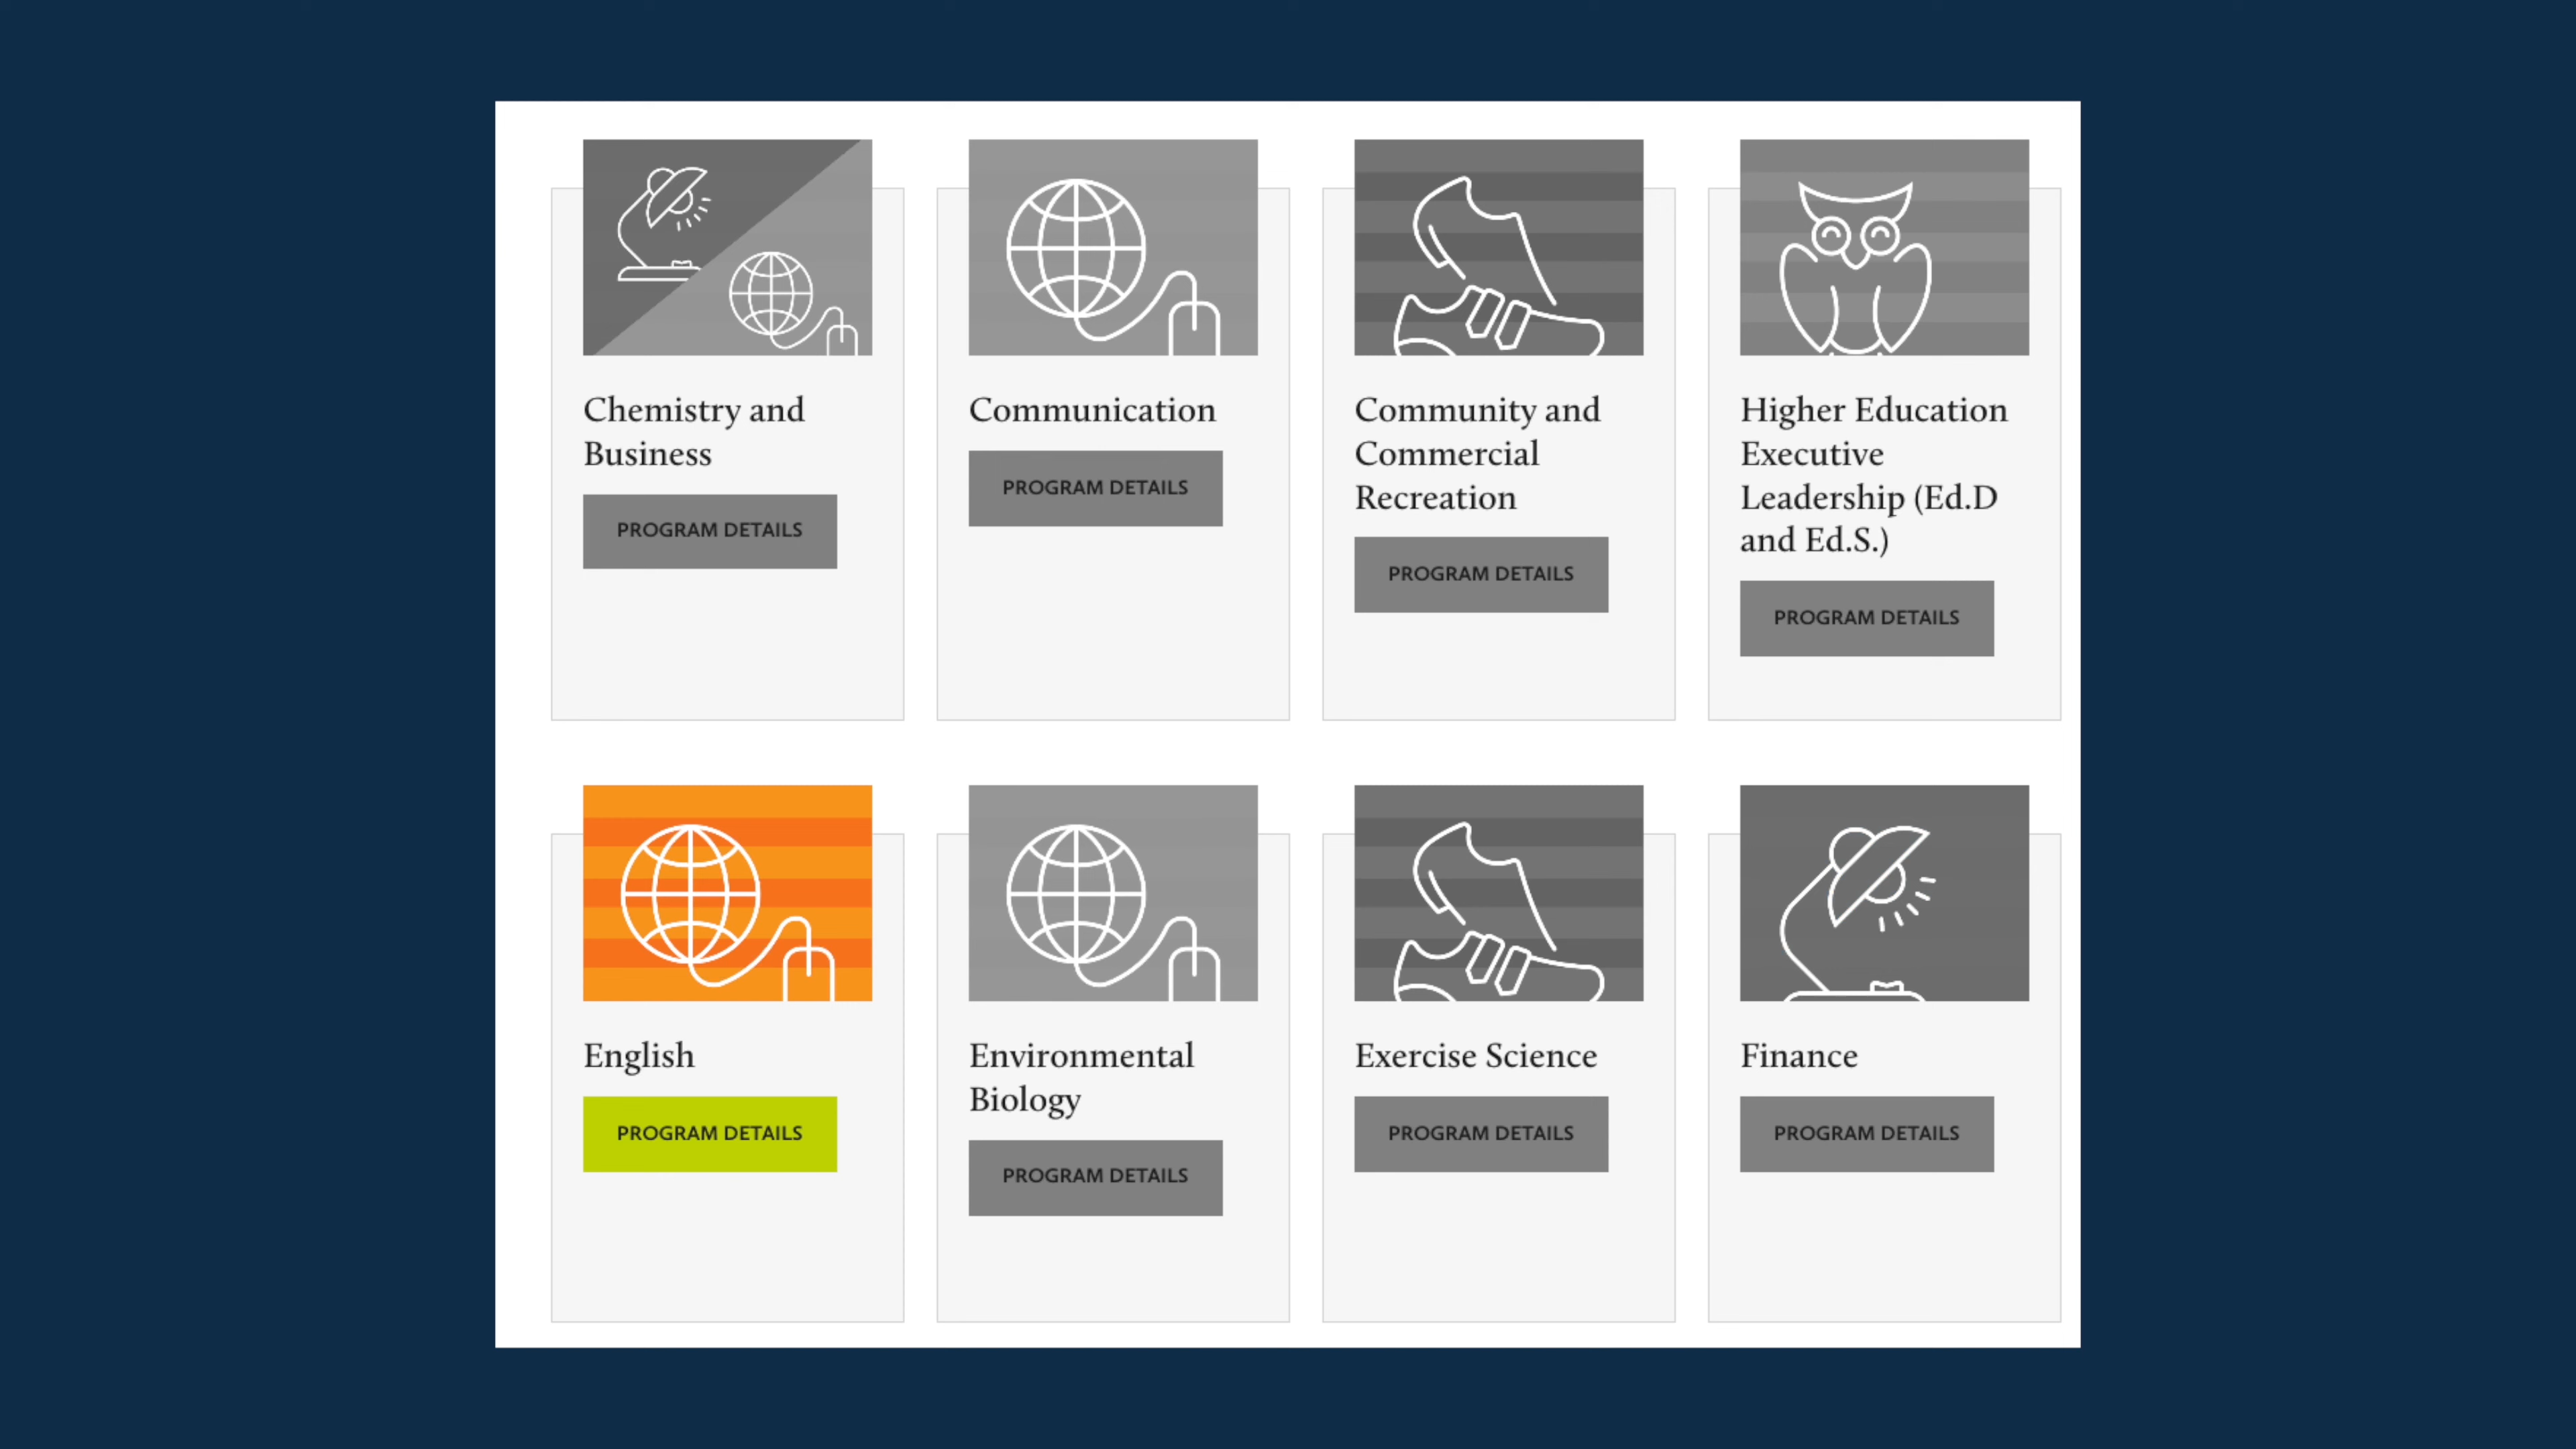 Chemistry and
Business
PROGRAM DETAILS
Communication
PROGRAM DETAILS
Community and
Commercial
Recreation
PROGRAM DETAILS
Higher Education
Executive
Leadership (Ed.D
and Ed.S.)
PROGRAM DETAILS
English
PROGRAM DETAILS
Environmental
Biology
PROGRAM DETAILS
Exercise Science
PROGRAM DETAILS
Finance
PROGRAM DETAILS